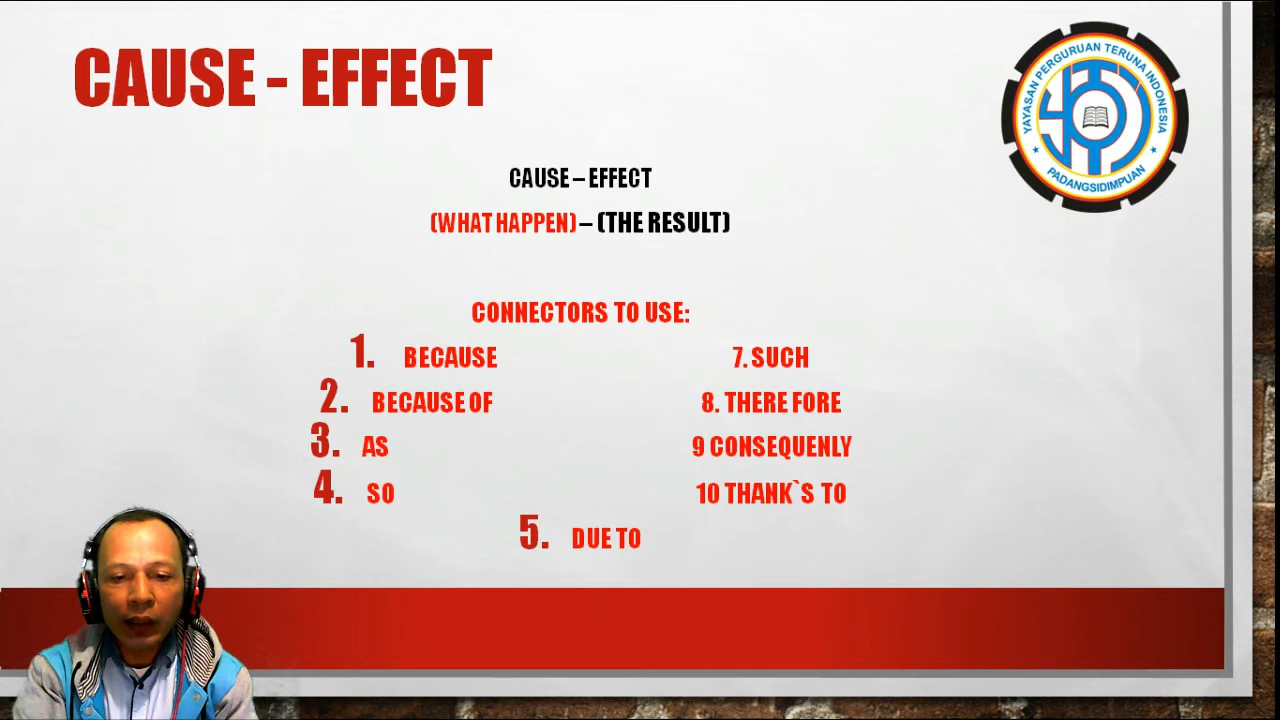 CAUSE - EFFECT
YAYASAN PERGURUAN TERUNA INDONESIA
PADANGSIDIMPUAN
CAUSE – EFFECT
(WHAT HAPPEN) – (THE RESULT)
CONNECTORS TO USE:
1. BECAUSE 7. SUCH
2. BECAUSE OF 8. THERE FORE
3. AS 9 CONSEQUENLY
4. SO 10 THANK`S TO
5. DUE TO